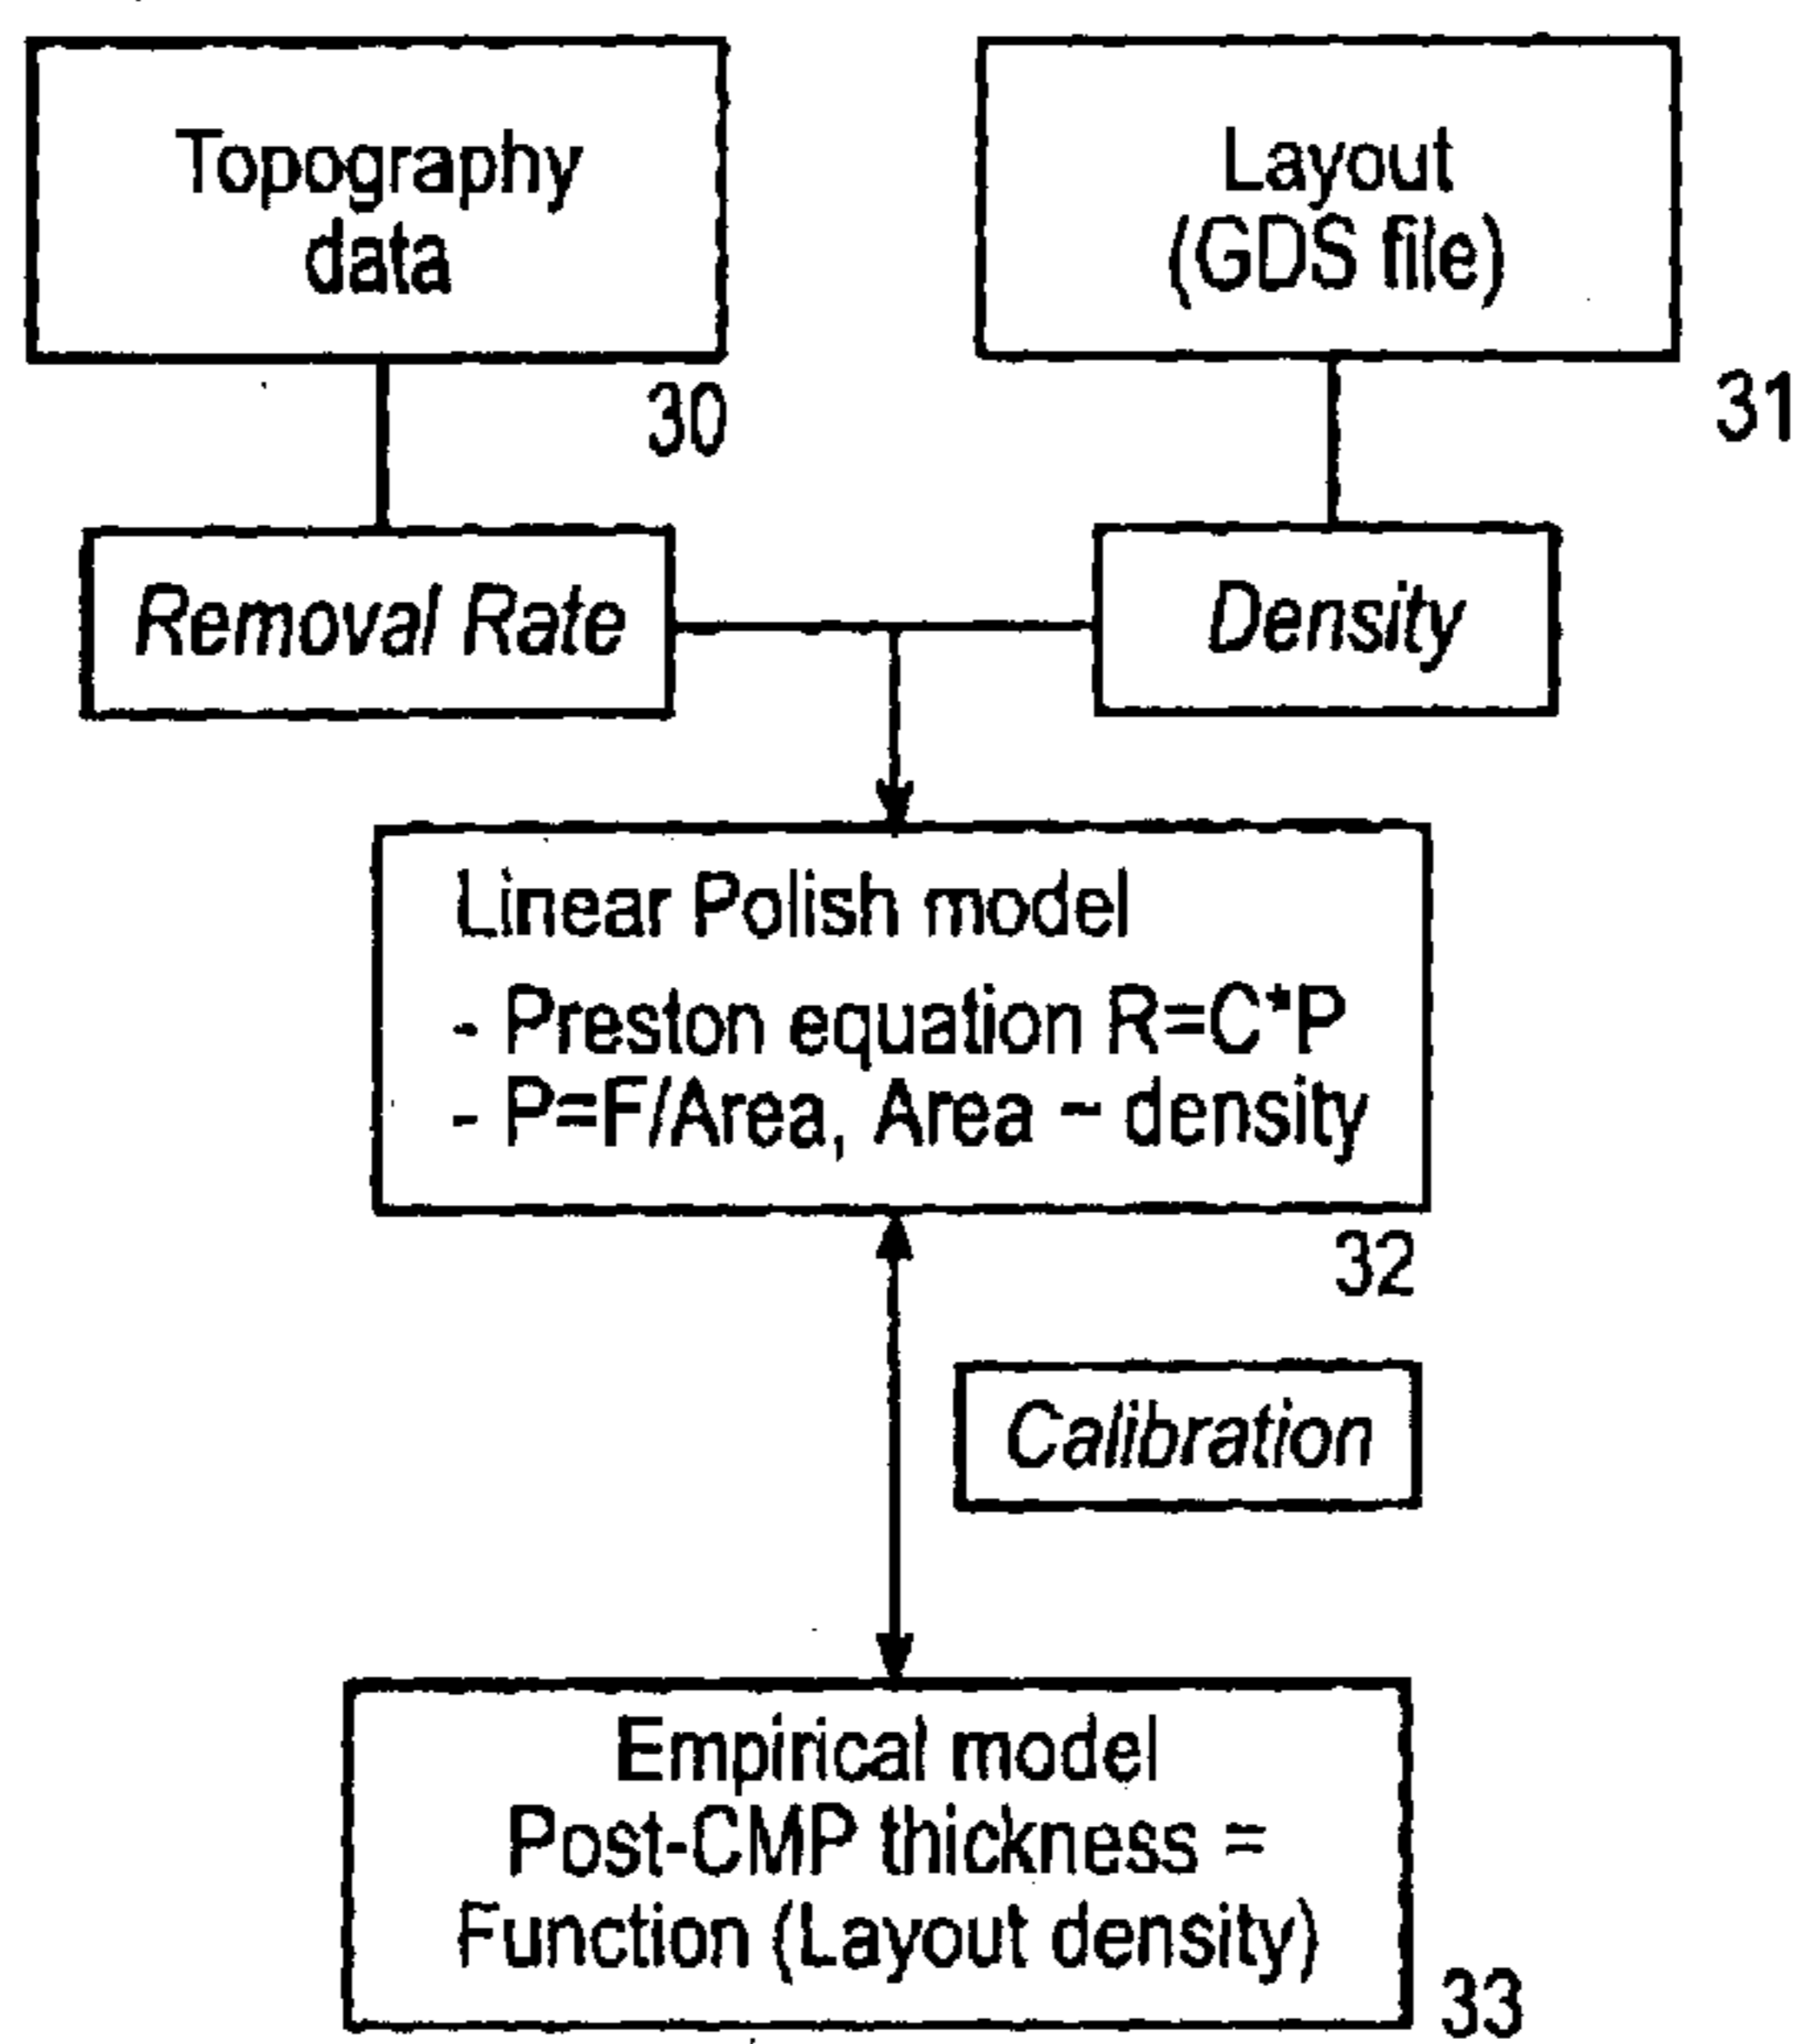 Topography
data
30
Layout
(GDS file)
31
Removal Rate
Density
Linear Polish model
- Preston equation R=C*P
- P=F/Area, Area ~ density
32
Calibration
Empirical model
Post-CMP thickness =
Function (Layout density)
33